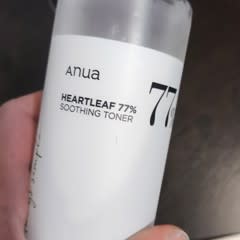 Anua
HEARTLEAF 77%
SOOTHING TONER
77